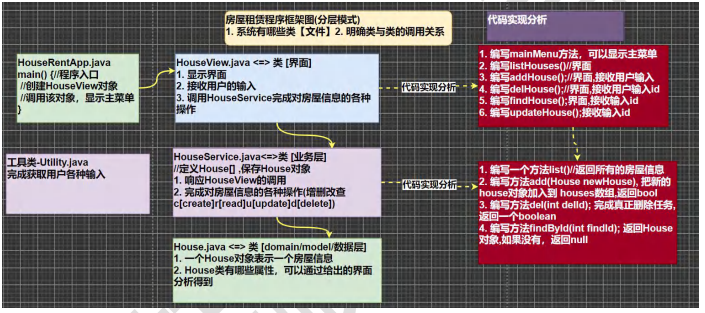 房屋租赁程序框架图(分层模式)
1. 系统有哪些类【文件】2. 明确类与类的调用关系
代码实现分析
HouseRentApp.java
main() {//程序入口
//创建HouseView对象
//调用该对象，显示主菜单
}
HouseView.java <=> 类 [界面]
1. 显示界面
2. 接收用户的输入
3. 调用HouseService完成对房屋信息的各种
操作
代码实现分析
1. 编写mainMenu方法，可以显示主菜单
2. 编写listHouses()//界面
3. 编写addHouse();//界面,接收用户输入
4. 编写delHouse();//界面,接收用户输入id
5. 编写findHouse();界面,接收输入id
6. 编写updateHouse();接收输入id
工具类-Utility.java
完成获取用户各种输入
HouseService.java<=>类 [业务层]
//定义House[] ,保存House对象
1. 响应HouseView的调用
2. 完成对房屋信息的各种操作(增删改查
c[create]r[read]u[update]d[delete])
代码实现分析
1. 编写一个方法list()//返回所有的房屋信息
2. 编写方法add(House newHouse), 把新的
house对象加入到 houses数组,返回bool
3. 编写方法del(int delId); 完成真正删除任务,
返回一个boolean
4. 编写方法findById(int findId); 返回House
对象,如果没有，返回null
House.java <=> 类 [domain/model/数据层]
1. 一个House对象表示一个房屋信息
2. House类有哪些属性，可以通过给出的界面
分析得到